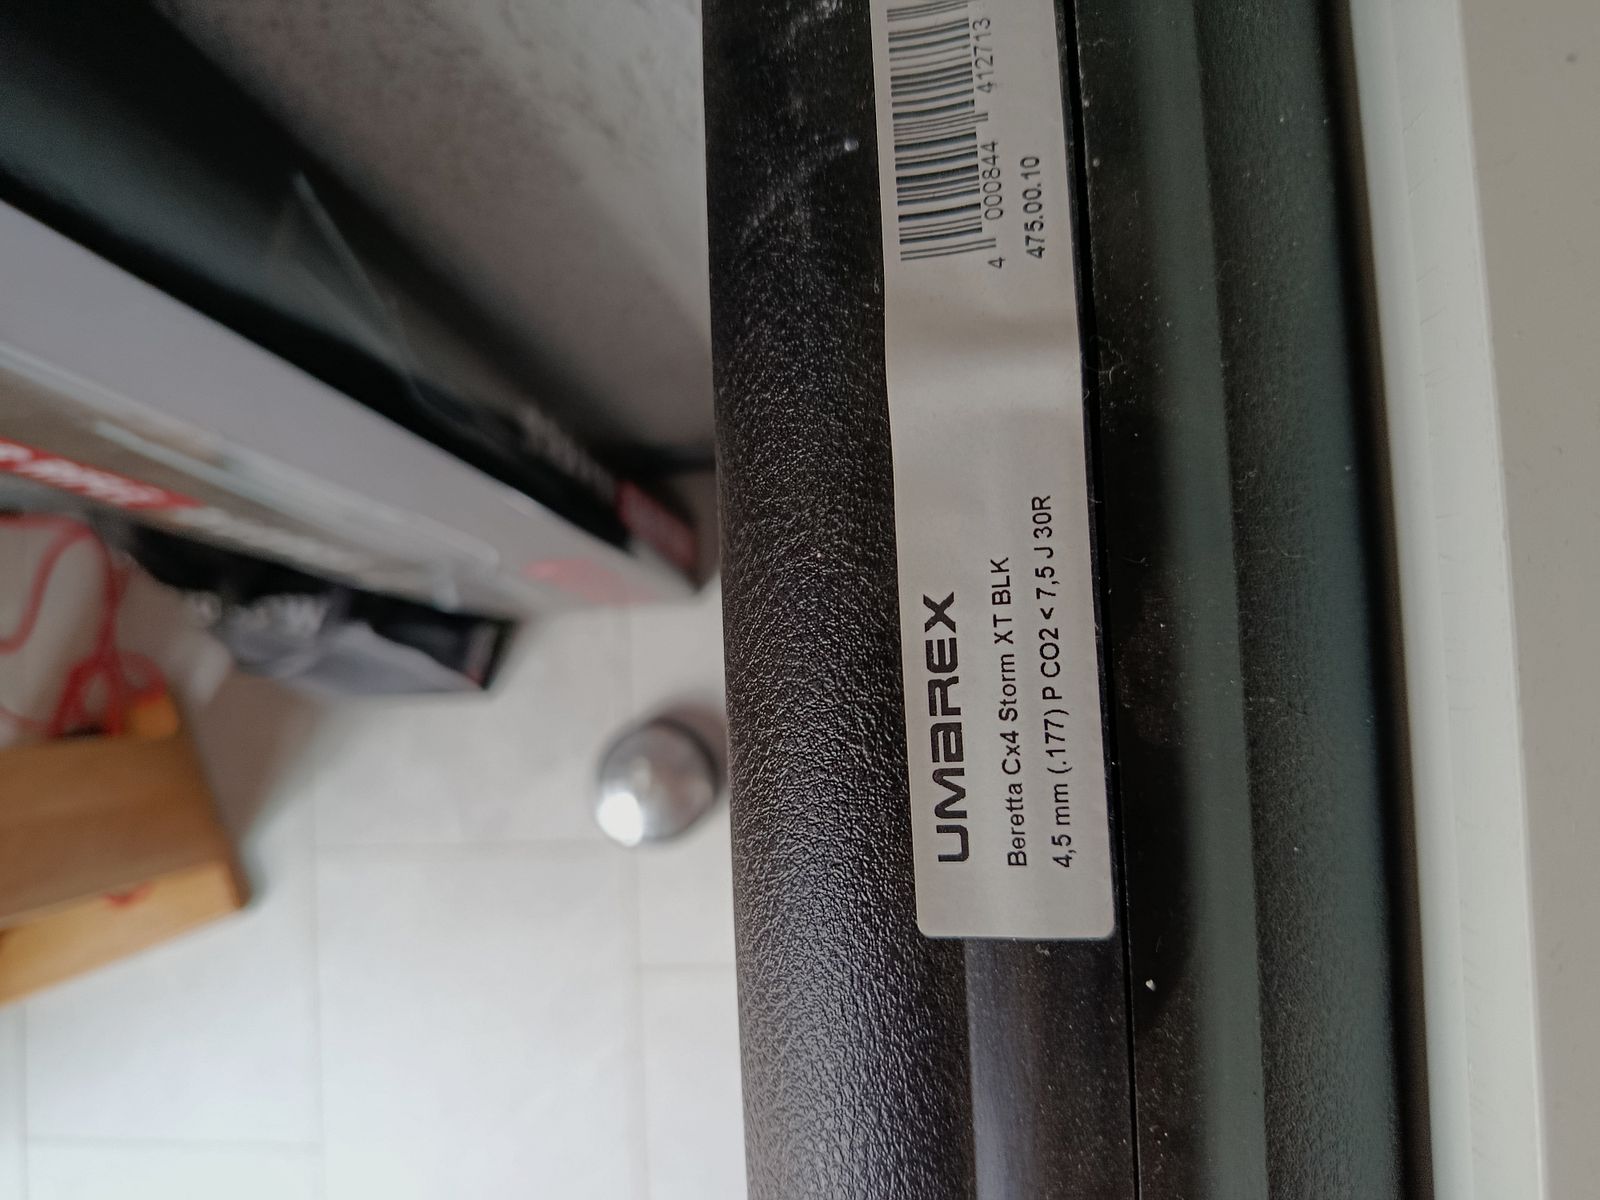 UMAREX
Beretta Cx4 Storm XT BLK
4,5 mm (.177) P CO2 < 7,5 J 30R
4 000844 412713
475.00.10